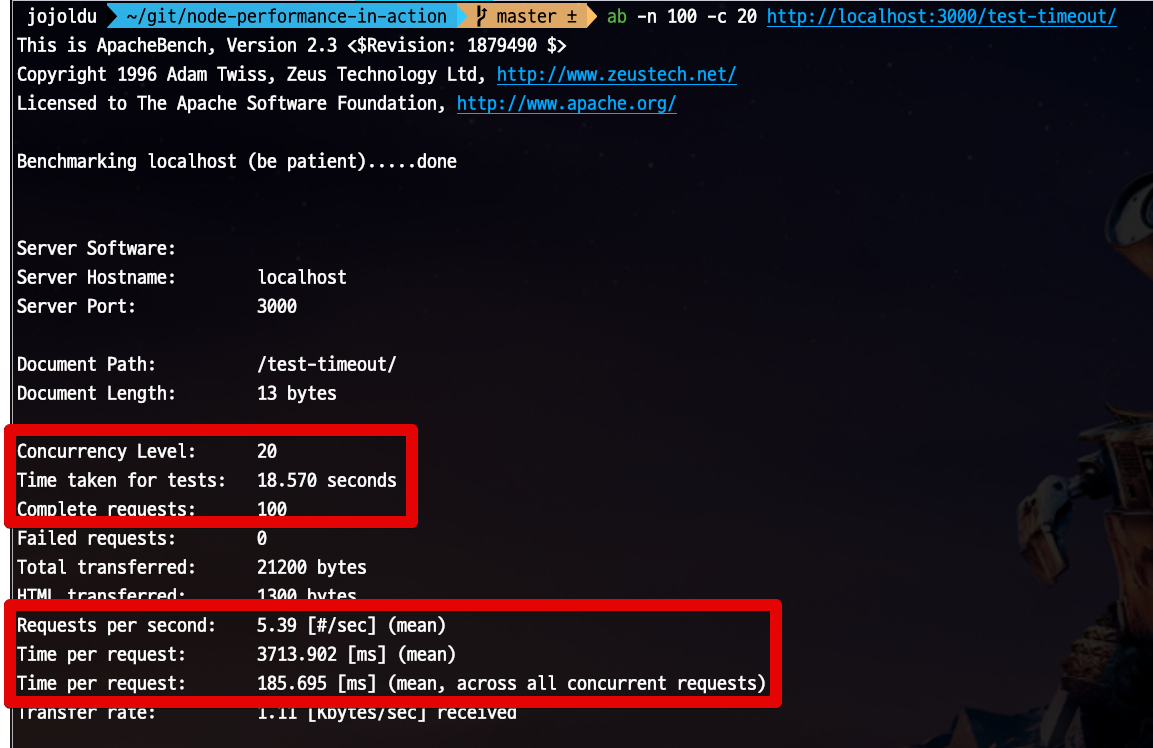 jojoldu ~/git/node-performance-in-action master ± ab -n 100 -c 20 http://localhost:3000/test-timeout/
This is ApacheBench, Version 2.3 <$Revision: 1879490 $>
Copyright 1996 Adam Twiss, Zeus Technology Ltd, http://www.zeustech.net/
Licensed to The Apache Software Foundation, http://www.apache.org/
Benchmarking localhost (be patient).....done
Server Software:
Server Hostname: localhost
Server Port: 3000
Document Path: /test-timeout/
Document Length: 13 bytes
Concurrency Level: 20
Time taken for tests: 18.570 seconds
Complete requests: 100
Failed requests: 0
Total transferred: 21200 bytes
HTML transferred: 1300 bytes
Requests per second: 5.39 [#/sec] (mean)
Time per request: 3713.902 [ms] (mean)
Time per request: 185.695 [ms] (mean, across all concurrent requests)
Transfer rate: 1.11 [Kbytes/sec] received